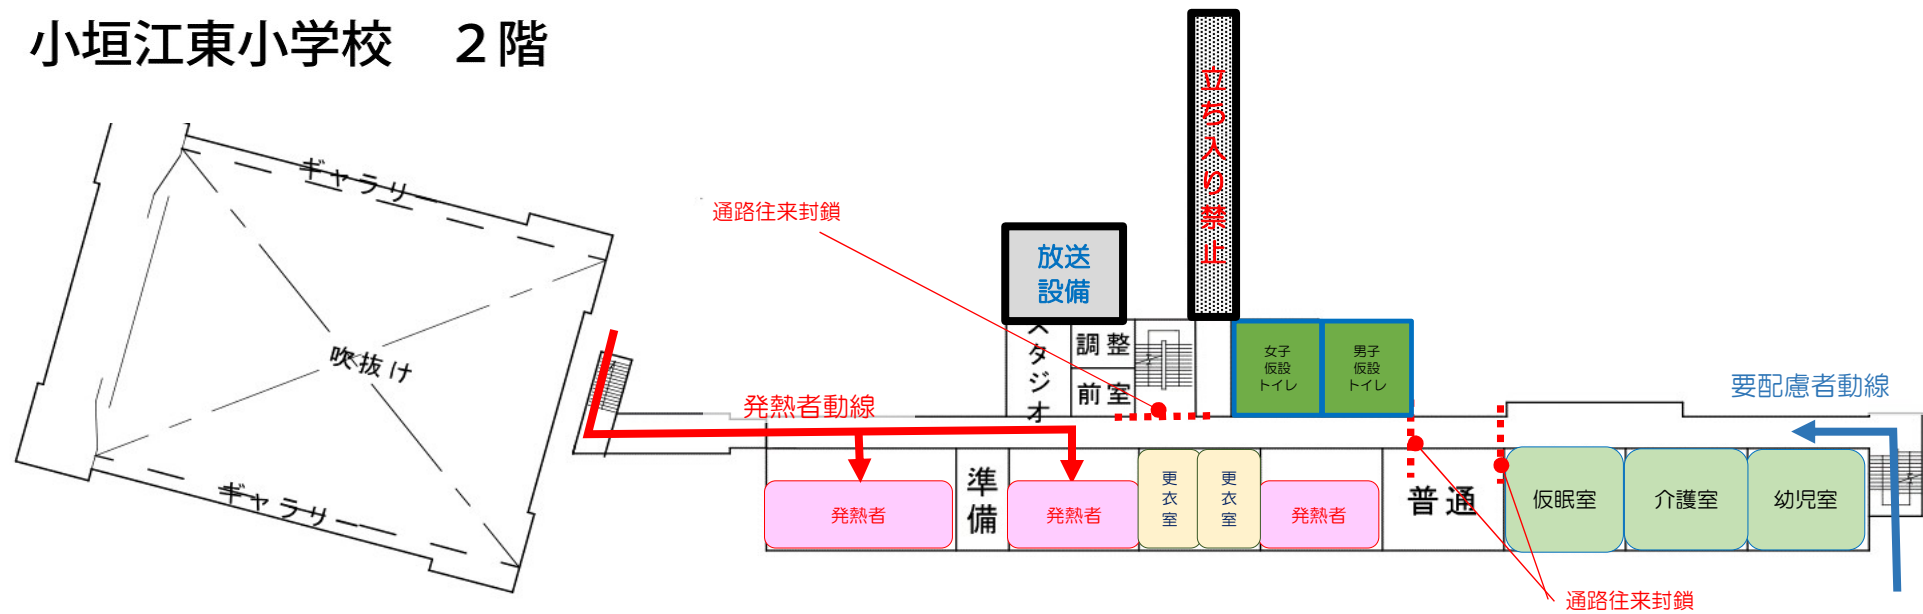 小垣江東小学校　２階
立ち入り禁止
ギャラリー
通路往来封鎖
放送
設備
スタジオ
調整
前室
女子
仮設
トイレ
男子
仮設
トイレ
吹抜け
要配慮者動線
発熱者動線
ギャラリー
発熱者
準備
発熱者
更衣室
更衣室
発熱者
普通
仮眠室
介護室
幼児室
通路往来封鎖